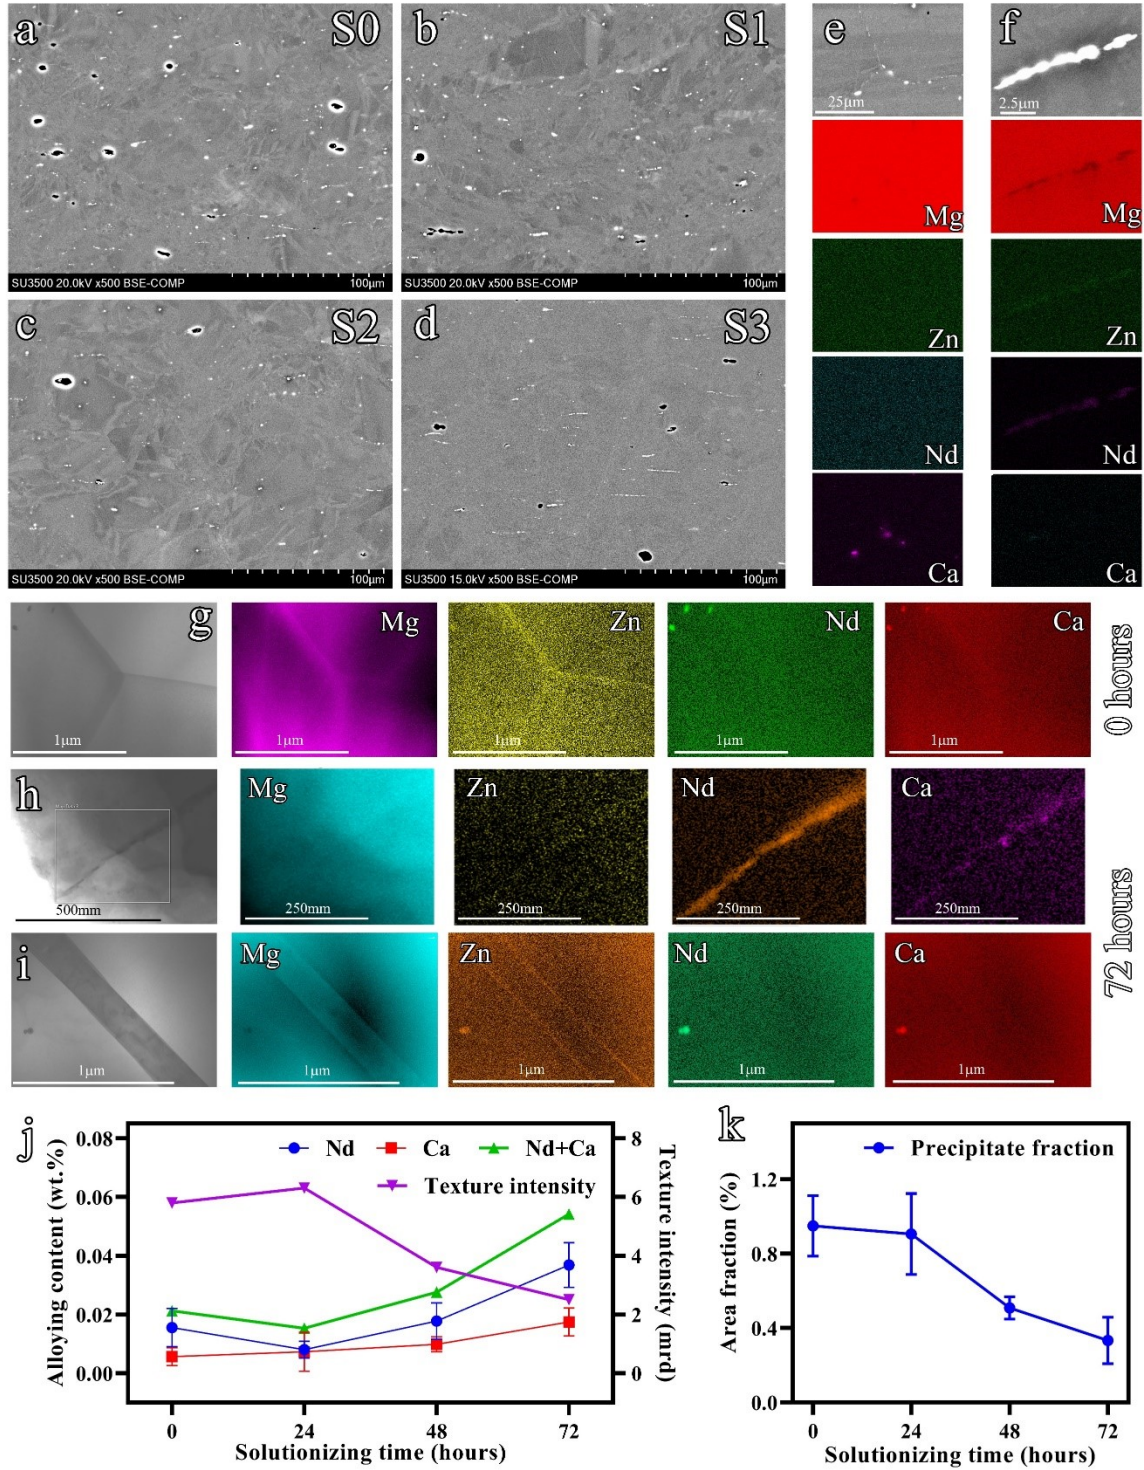 a S0
b S1
SU3500 20.0kV x500 BSE-COMP 100µm
SU3500 20.0kV x500 BSE-COMP 100µm
c S2
d S3
SU3500 20.0kV x500 BSE-COMP 100µm
SU3500 15.0kV x500 BSE-COMP 100µm
e
25µm
Mg
Zn
Nd
Ca
f
2.5µm
Mg
Zn
Nd
Ca
g Mg Zn Nd Ca
1µm 1µm 1µm 1µm 1µm
0 hours
h Mg Zn Nd Ca
500mm 250mm 250mm 250mm 250mm
i Mg Zn Nd Ca
1µm 1µm 1µm 1µm 1µm
72 hours
j
Nd Ca Nd+Ca
Texture intensity
Alloying content (wt.%)
0.08
0.06
0.04
0.02
0.00
8
6
4
2
0
Texture intensity (mrd)
0 24 48 72
Solutionizing time (hours)
k
Precipitate fraction
Area fraction (%)
1.2
0.8
0.4
0.0
0 24 48 72
Solutionizing time (hours)